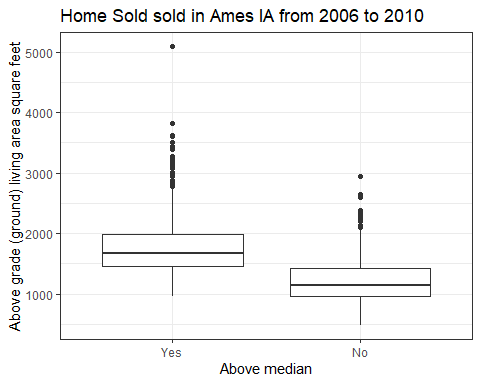 Home Sold sold in Ames IA from 2006 to 2010
Above grade (ground) living area square feet
5000
4000
3000
2000
1000
Yes
No
Above median